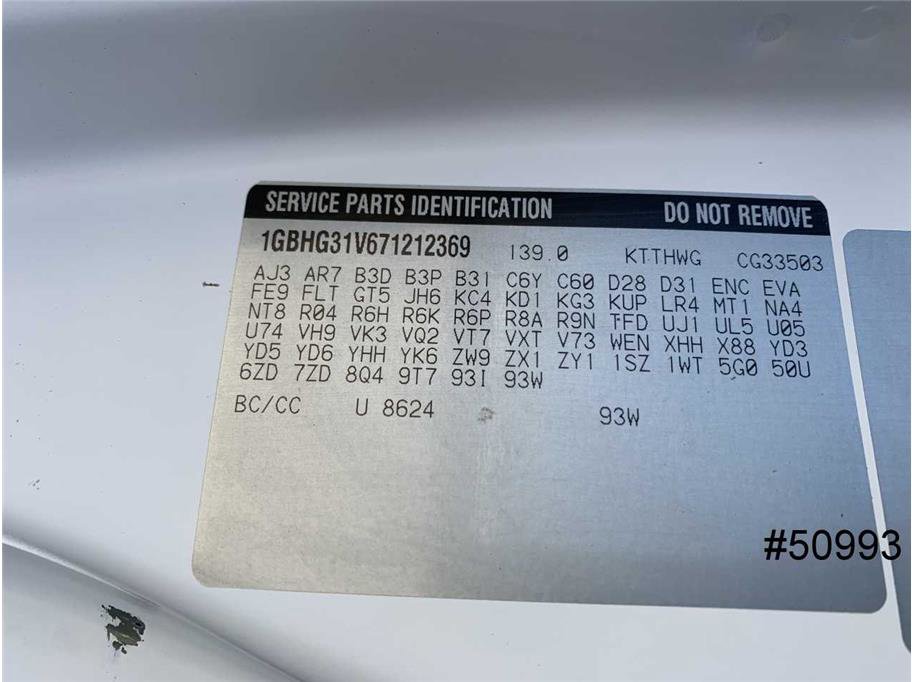 SERVICE PARTS IDENTIFICATION DO NOT REMOVE
1GBHG31V671212369 139.0 KTTHWG CG33503
AJ3 AR7 B3D B3P B31 C6Y C60 D28 D31 ENC EVA
FE9 FLT GT5 JH6 KC4 KD1 KG3 KUP LR4 MT1 NA4
NT8 R04 R6H R6K R6P R8A R9N TFD UJ1 UL5 U05
U74 VH9 VK3 VQ2 VT7 VXT V73 WEN XHH X88 YD3
YD5 YD6 YHH YK6 ZW9 ZX1 ZY1 1SZ 1WT 5G0 50U
6ZD 7ZD 8Q4 9T7 93I 93W
BC/CC U 8624 93W
#50993